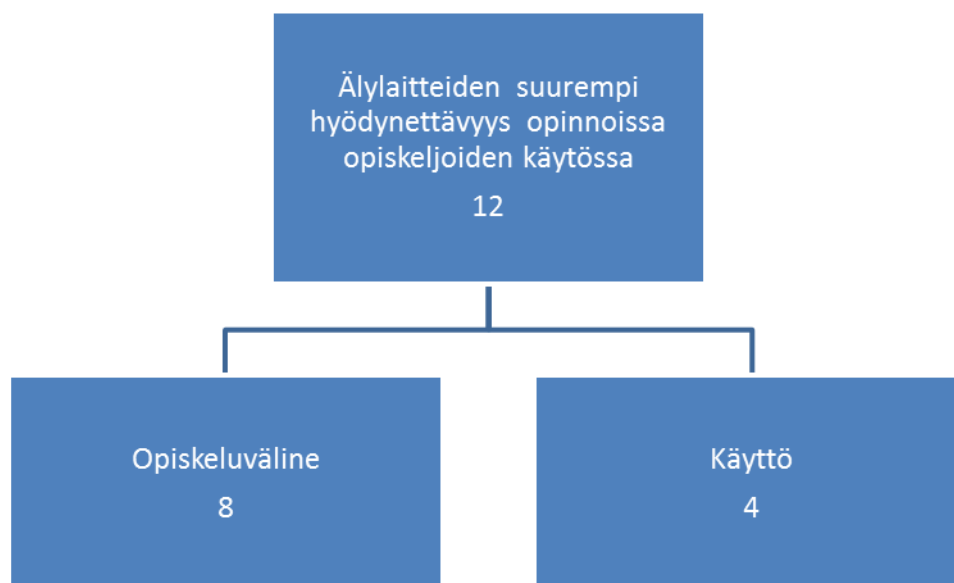 Älylaitteiden suurempi
hyödynettävyys opinnoissa
opiskeljoiden käytössa
12
Opiskeluväline
8
Käyttö
4